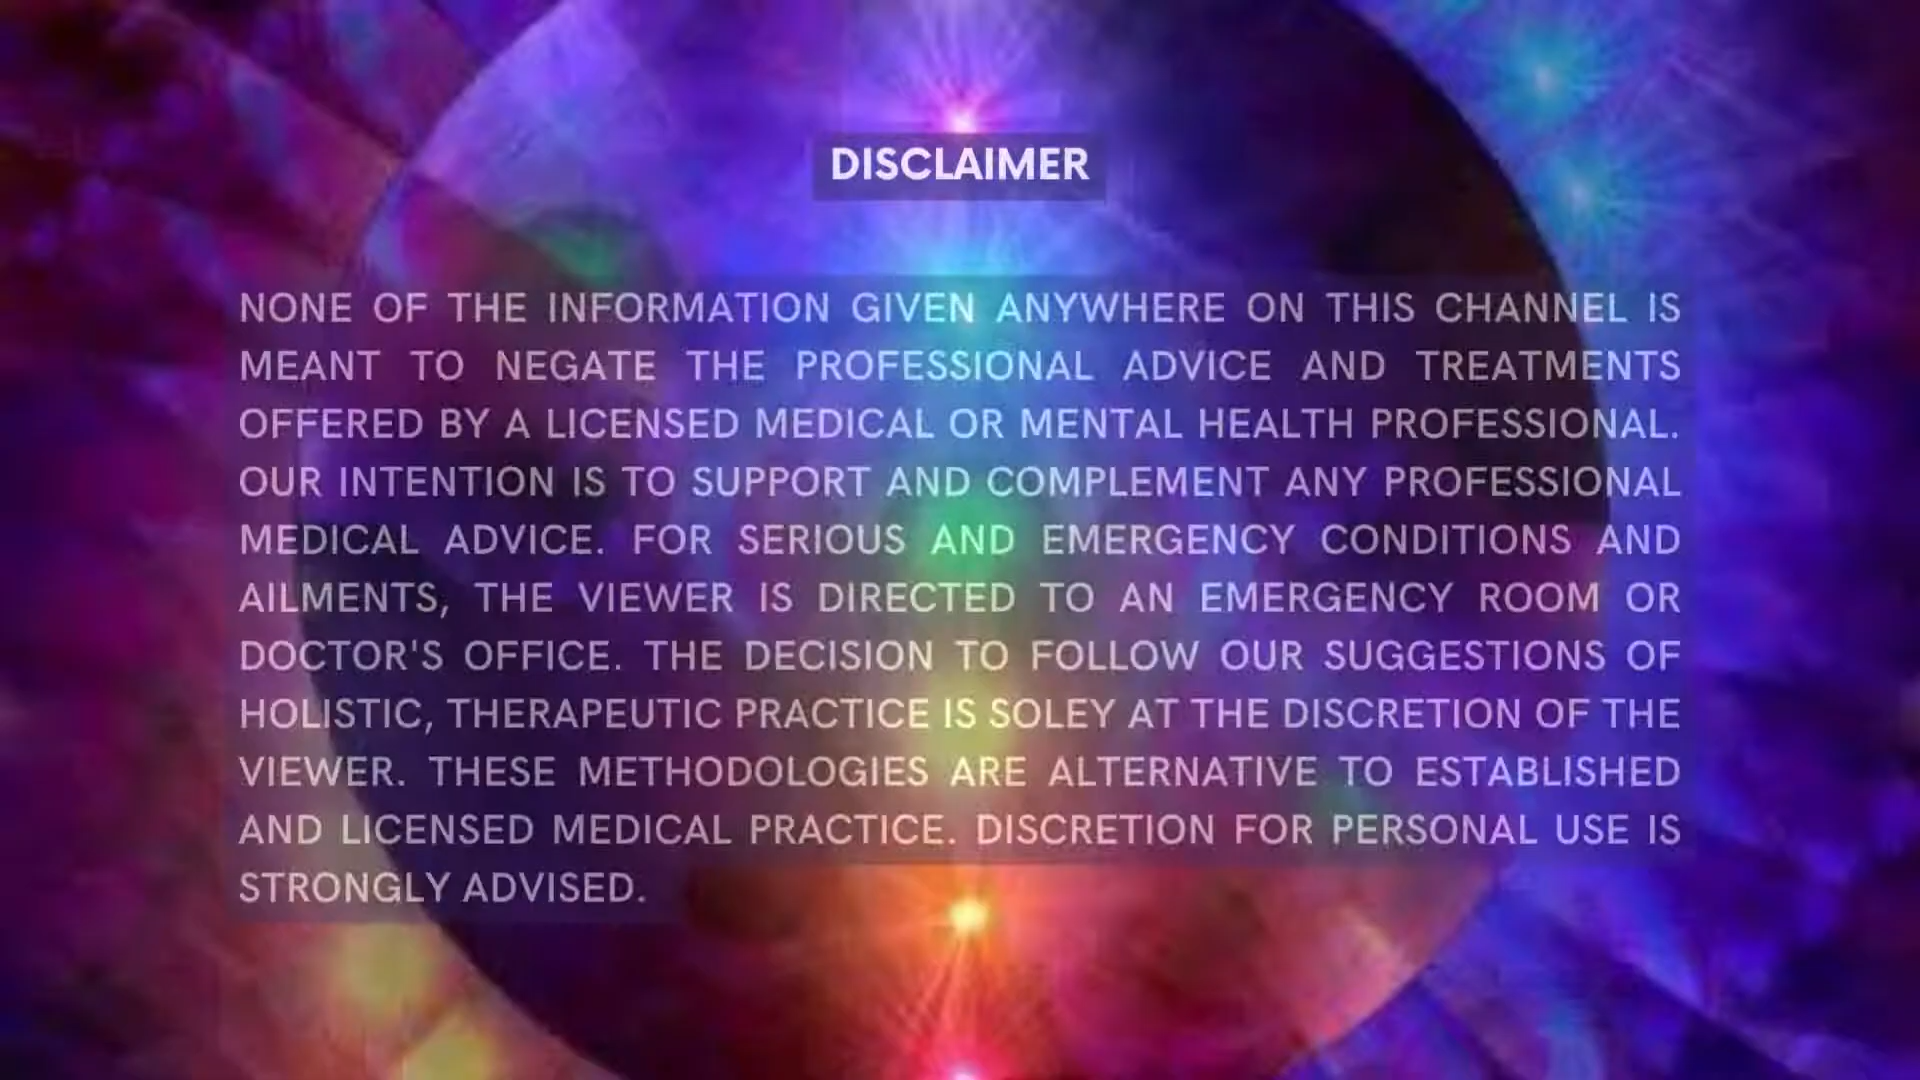 DISCLAIMER
NONE OF THE INFORMATION GIVEN ANYWHERE ON THIS CHANNEL IS
MEANT TO NEGATE THE PROFESSIONAL ADVICE AND TREATMENTS
OFFERED BY A LICENSED MEDICAL OR MENTAL HEALTH PROFESSIONAL.
OUR INTENTION IS TO SUPPORT AND COMPLEMENT ANY PROFESSIONAL
MEDICAL ADVICE. FOR SERIOUS AND EMERGENCY CONDITIONS AND
AILMENTS, THE VIEWER IS DIRECTED TO AN EMERGENCY ROOM OR
DOCTOR'S OFFICE. THE DECISION TO FOLLOW OUR SUGGESTIONS OF
HOLISTIC, THERAPEUTIC PRACTICE IS SOLEY AT THE DISCRETION OF THE
VIEWER. THESE METHODOLOGIES ARE ALTERNATIVE TO ESTABLISHED
AND LICENSED MEDICAL PRACTICE. DISCRETION FOR PERSONAL USE IS
STRONGLY ADVISED.